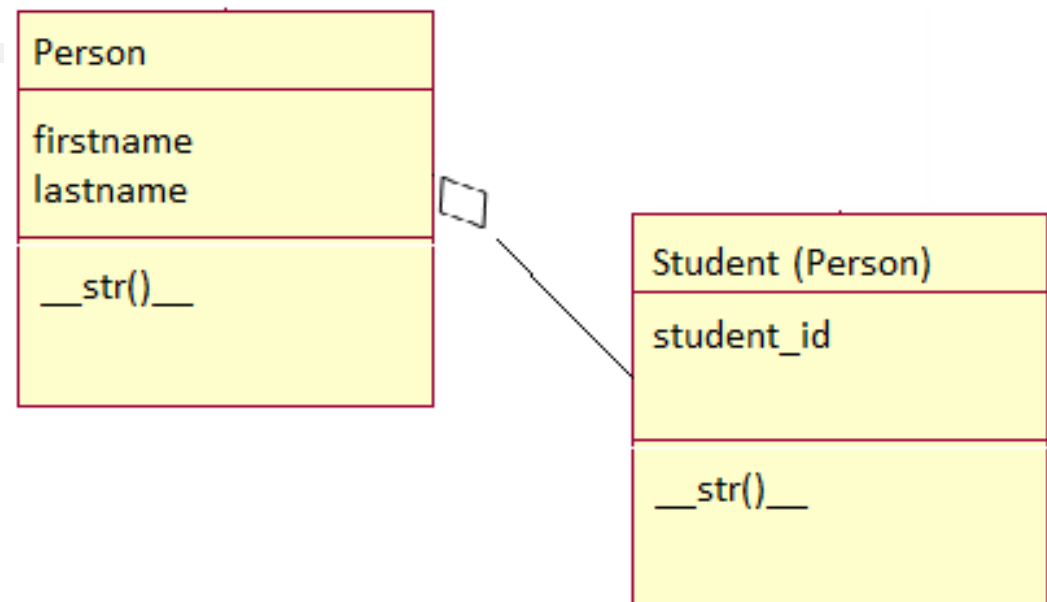 Person
firstname
lastname
__str()__
Student (Person)
student_id
__str()__